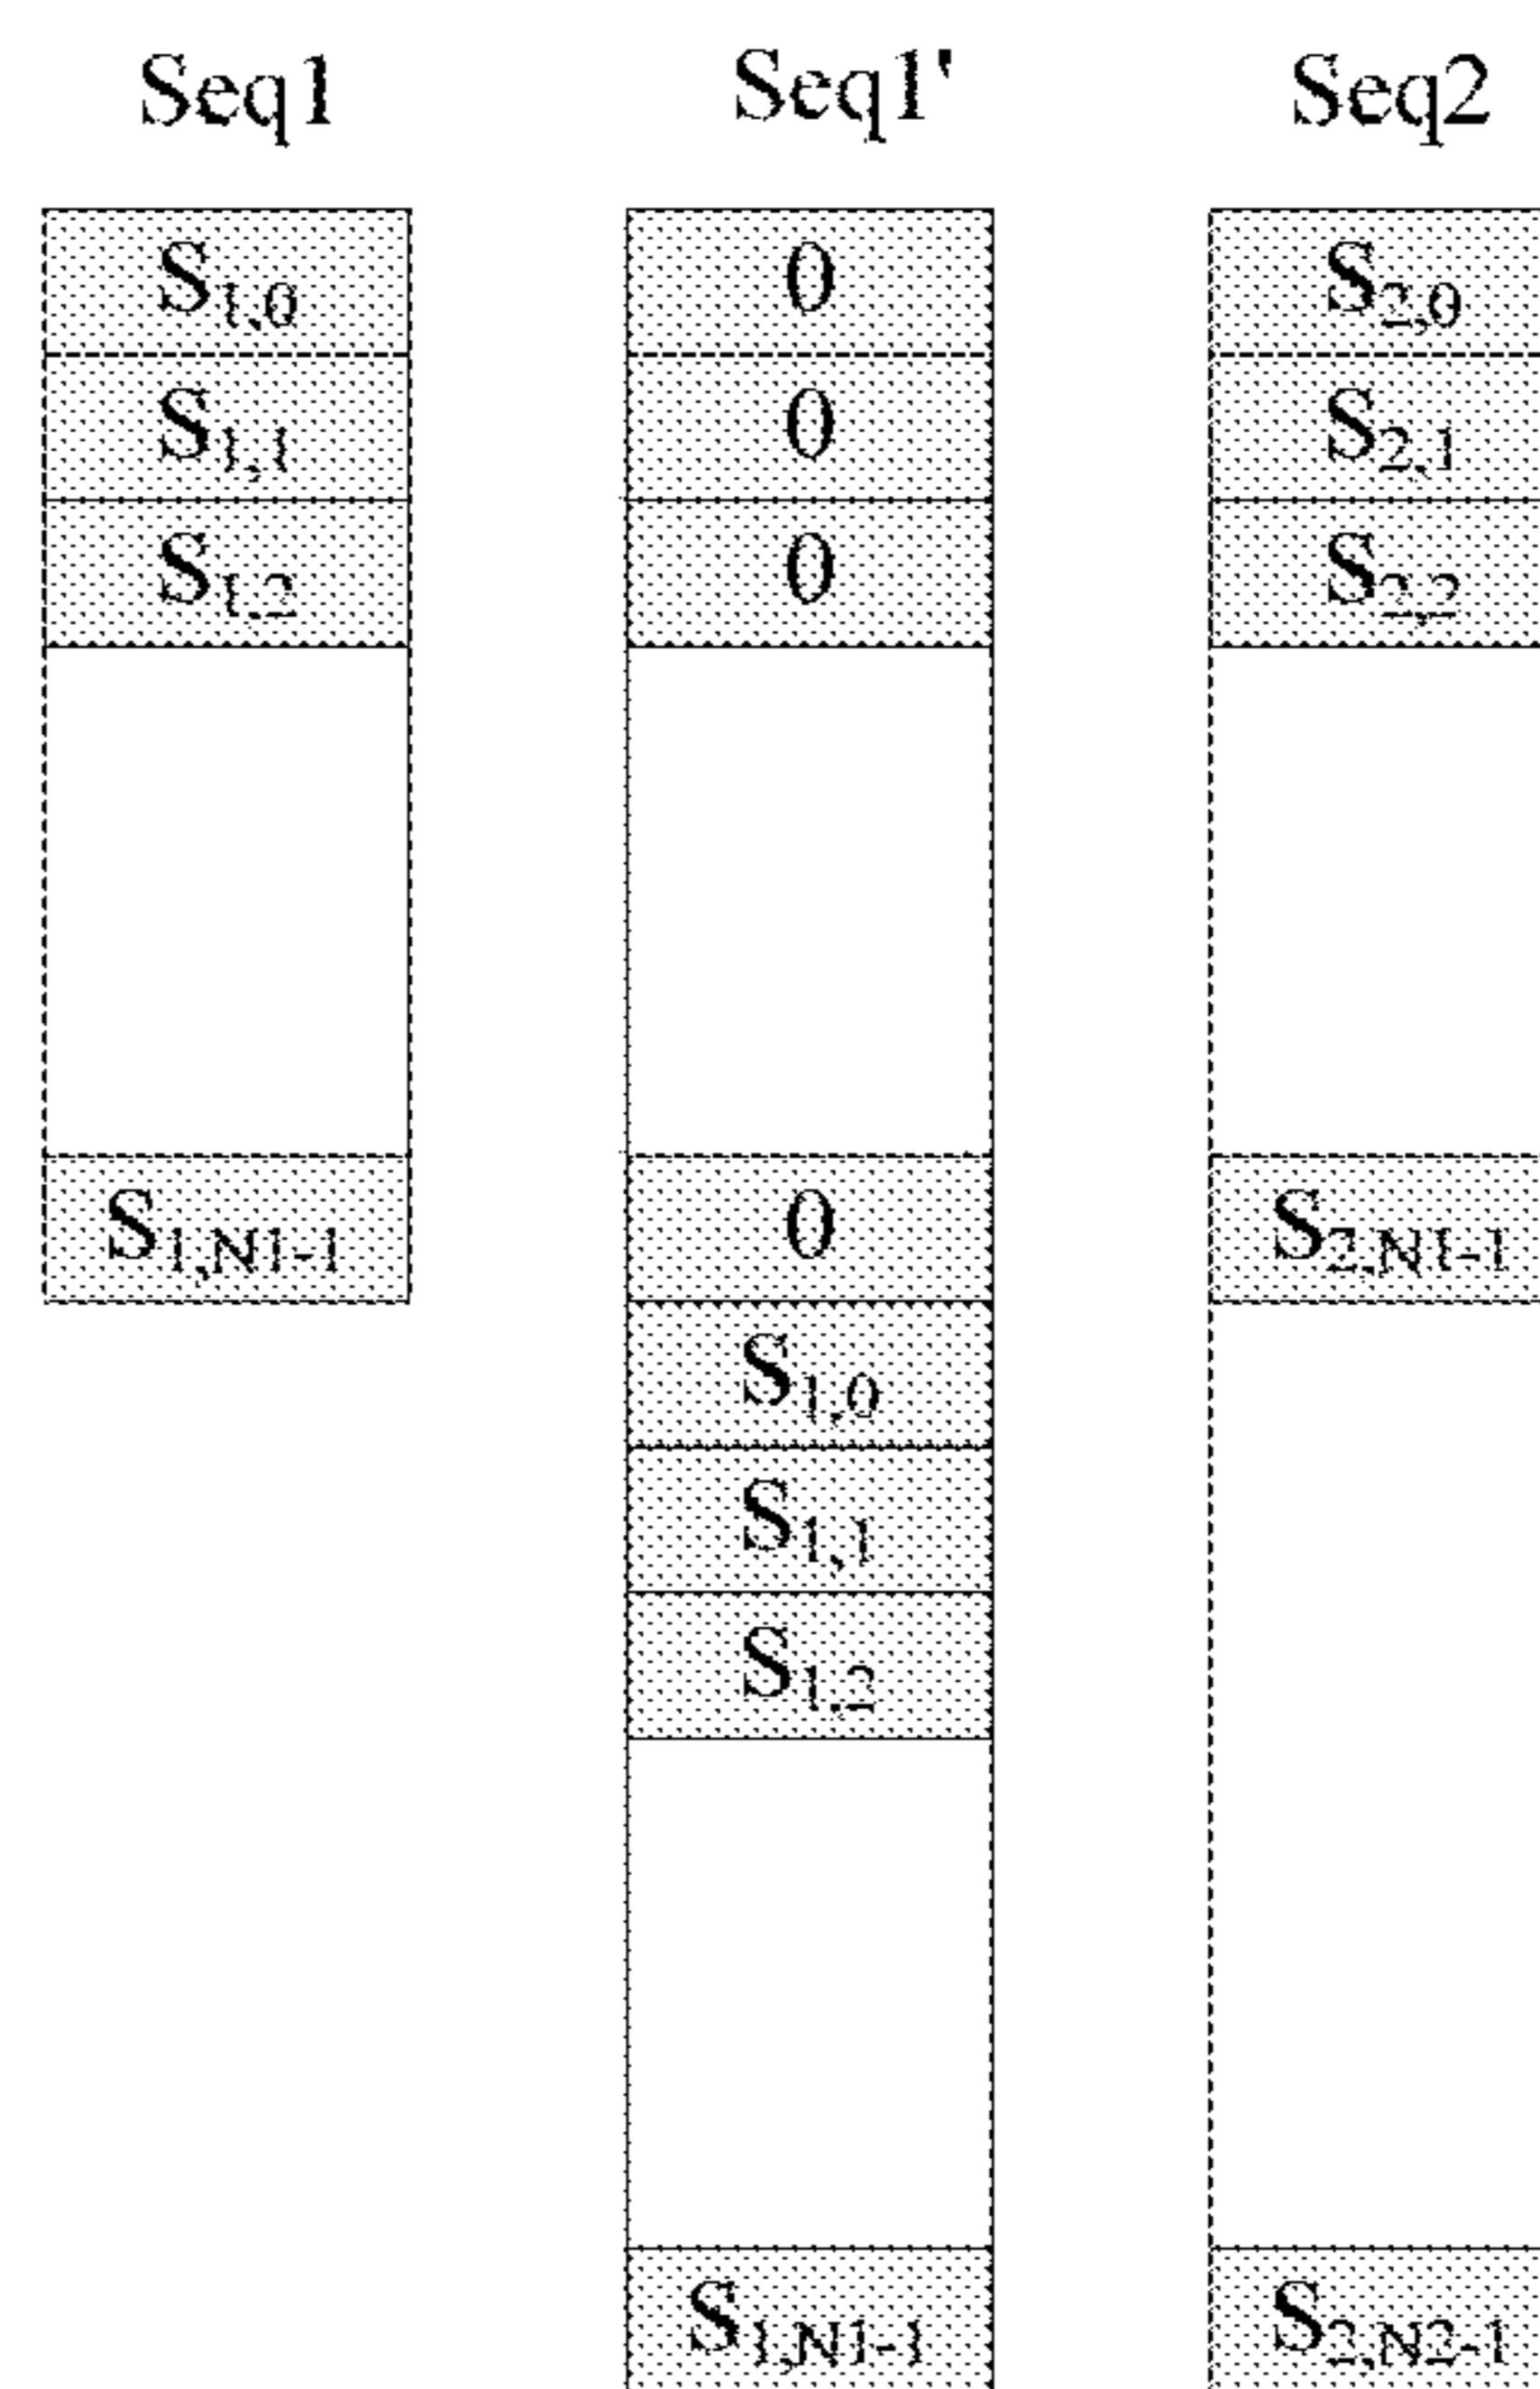 Seq1 Seq1' Seq2
S1,0 0 S2,0
S1,1 0 S2,1
S1,2 0 S2,2
S1,N1-1 0 S2,N1-1
S1,0
S1,1
S1,2
S1,N1-1 S2,N2-1